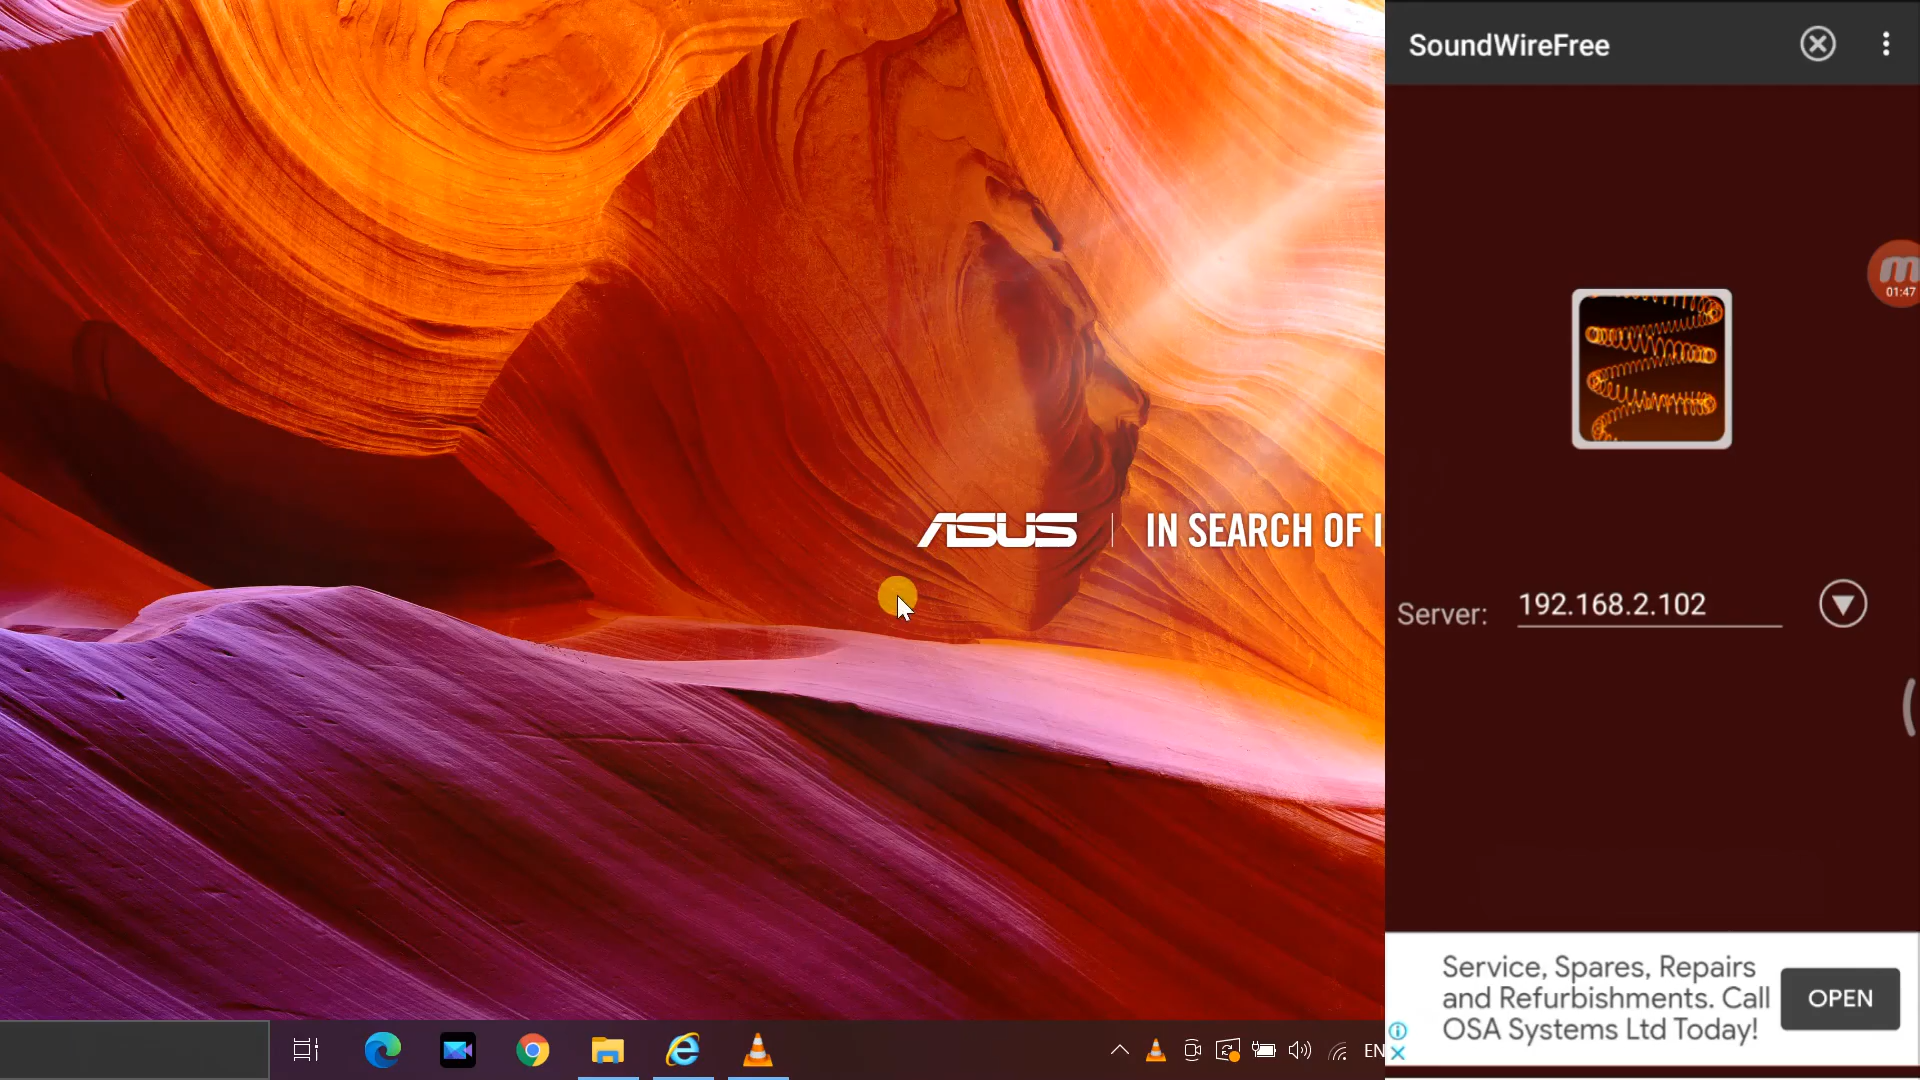 SoundWireFree
01:47
ASUS | IN SEARCH OF I
Server: 192.168.2.102
Service, Spares, Repairs
and Refurbishments. Call
OSA Systems Ltd Today!
OPEN
EN